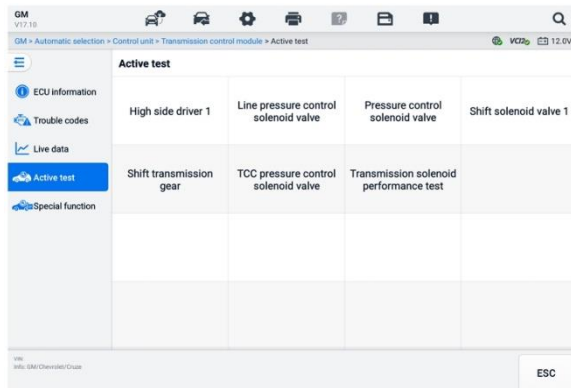 GM
V17.16
GM > Automatic selection > Control unit > Transmission control module > Active test
VCI 12.0V
Active test
ECU information
Trouble codes
Live data
Active test
Special function
High side driver 1
Line pressure control
solenoid valve
Pressure control
solenoid valve
Shift solenoid valve 1
Shift transmission
gear
TCC pressure control
solenoid valve
Transmission solenoid
performance test
VIN
Info: GM/Chevrolet/Cruze
ESC